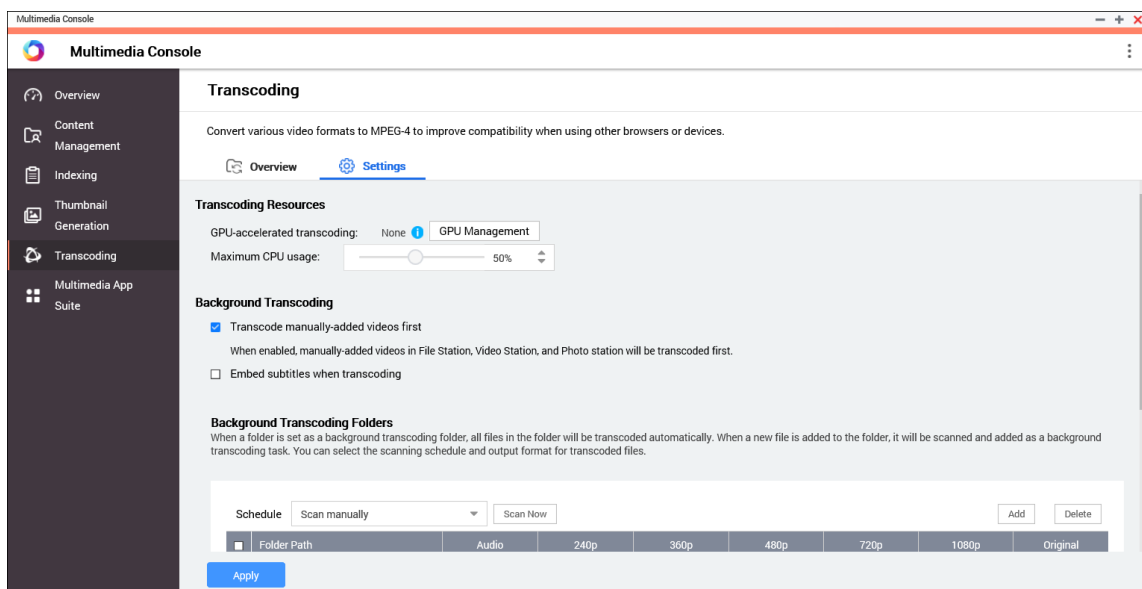 Multimedia Console
Multimedia Console
Overview
Content
Management
Indexing
Thumbnail
Generation
Transcoding
Multimedia App
Suite
Transcoding
Convert various video formats to MPEG-4 to improve compatibility when using other browsers or devices.
Overview Settings
Transcoding Resources
GPU-accelerated transcoding: None GPU Management
Maximum CPU usage: 50%
Background Transcoding
Transcode manually-added videos first
When enabled, manually-added videos in File Station, Video Station, and Photo station will be transcoded first.
Embed subtitles when transcoding
Background Transcoding Folders
When a folder is set as a background transcoding folder, all files in the folder will be transcoded automatically. When a new file is added to the folder, it will be scanned and added as a background
transcoding task. You can select the scanning schedule and output format for transcoded files.
Schedule Scan manually Scan Now Add Delete
Folder Path Audio 240p 360p 480p 720p 1080p Original
Apply